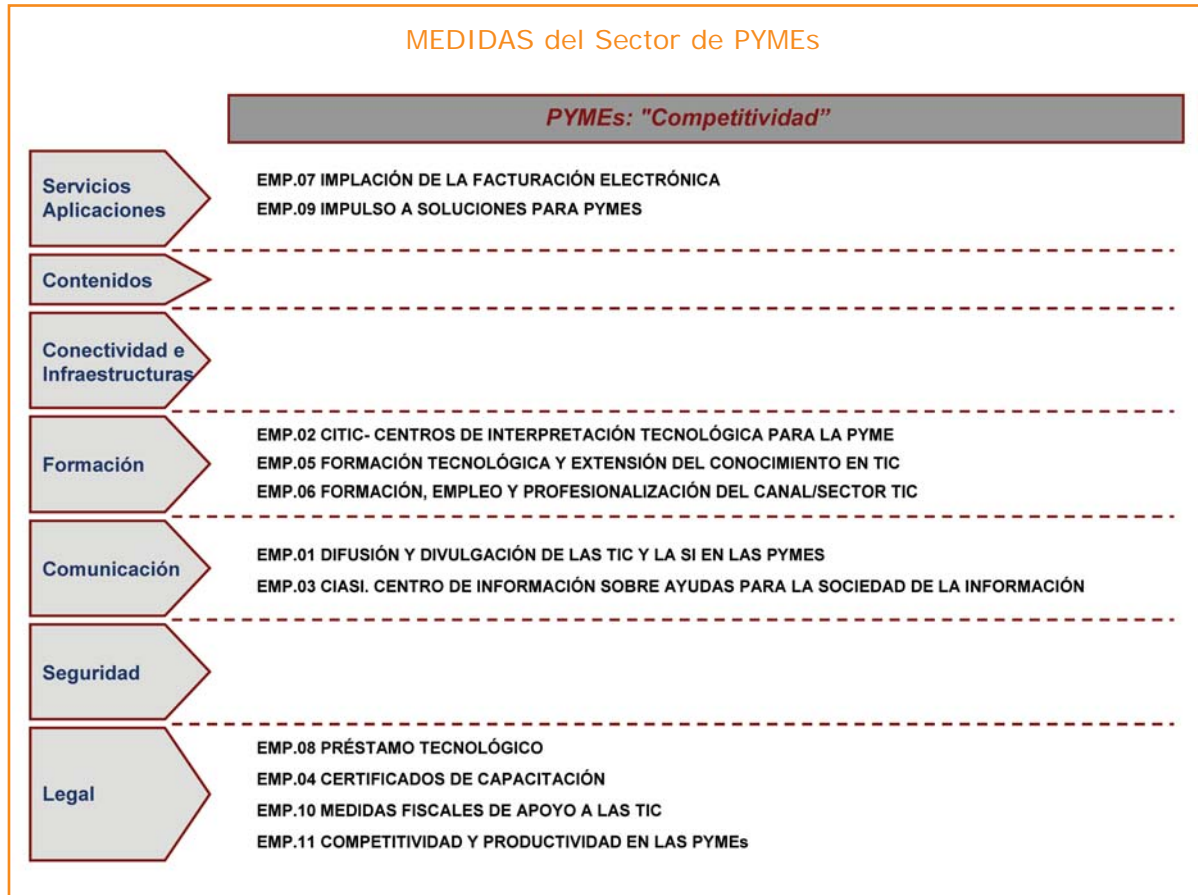 MEDIDAS del Sector de PYMEs
PYMEs: "Competitividad”
Servicios
Aplicaciones
EMP.07 IMPLACIÓN DE LA FACTURACIÓN ELECTRÓNICA
EMP.09 IMPULSO A SOLUCIONES PARA PYMES
Contenidos
Conectividad e
Infraestructuras
Formación
EMP.02 CITIC- CENTROS DE INTERPRETACIÓN TECNOLÓGICA PARA LA PYME
EMP.05 FORMACIÓN TECNOLÓGICA Y EXTENSIÓN DEL CONOCIMIENTO EN TIC
EMP.06 FORMACIÓN, EMPLEO Y PROFESIONALIZACIÓN DEL CANAL/SECTOR TIC
Comunicación
EMP.01 DIFUSIÓN Y DIVULGACIÓN DE LAS TIC Y LA SI EN LAS PYMES
EMP.03 CIASI. CENTRO DE INFORMACIÓN SOBRE AYUDAS PARA LA SOCIEDAD DE LA INFORMACIÓN
Seguridad
Legal
EMP.08 PRÉSTAMO TECNOLÓGICO
EMP.04 CERTIFICADOS DE CAPACITACIÓN
EMP.10 MEDIDAS FISCALES DE APOYO A LAS TIC
EMP.11 COMPETITIVIDAD Y PRODUCTIVIDAD EN LAS PYMEs